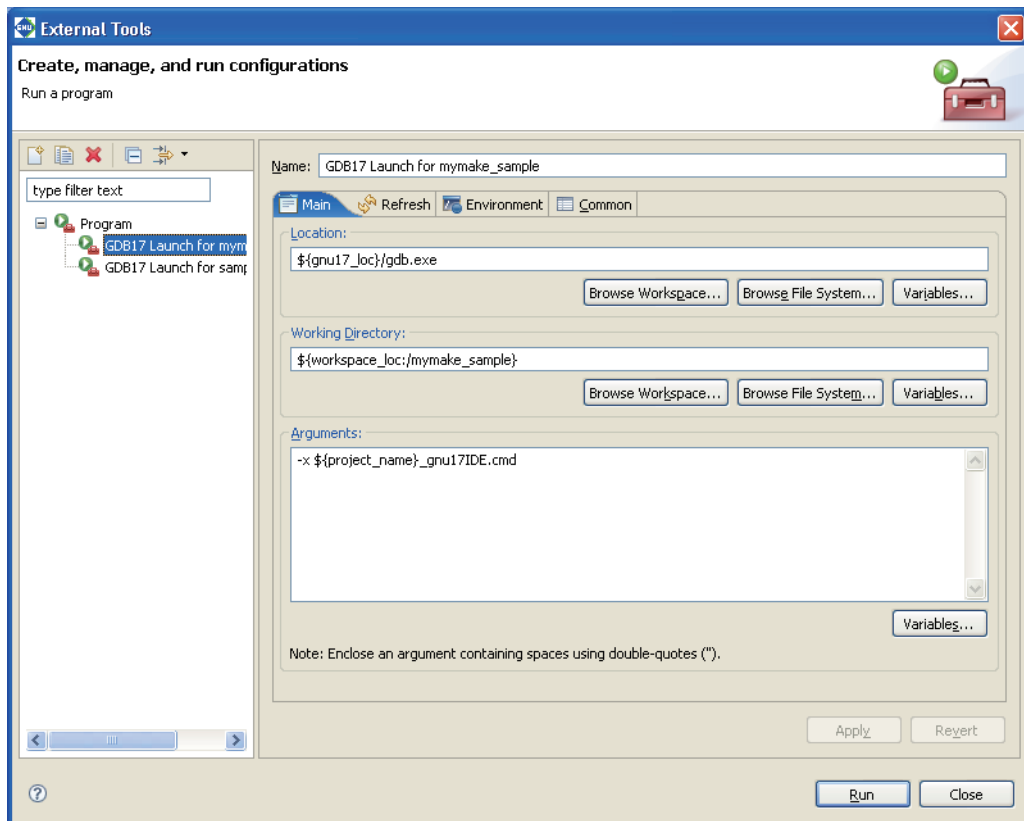 GNU External Tools
Create, manage, and run configurations
Run a program
type filter text
Program
GDB17 Launch for mym
GDB17 Launch for samp
Name: GDB17 Launch for mymake_sample
Main Refresh Environment Common
Location:
${gnu17_loc}/gdb.exe
Browse Workspace... Browse File System... Variables...
Working Directory:
${workspace_loc:/mymake_sample}
Browse Workspace... Browse File System... Variables...
Arguments:
-x ${project_name}_gnu17IDE.cmd
Variables...
Note: Enclose an argument containing spaces using double-quotes (").
Apply Revert
? Run Close